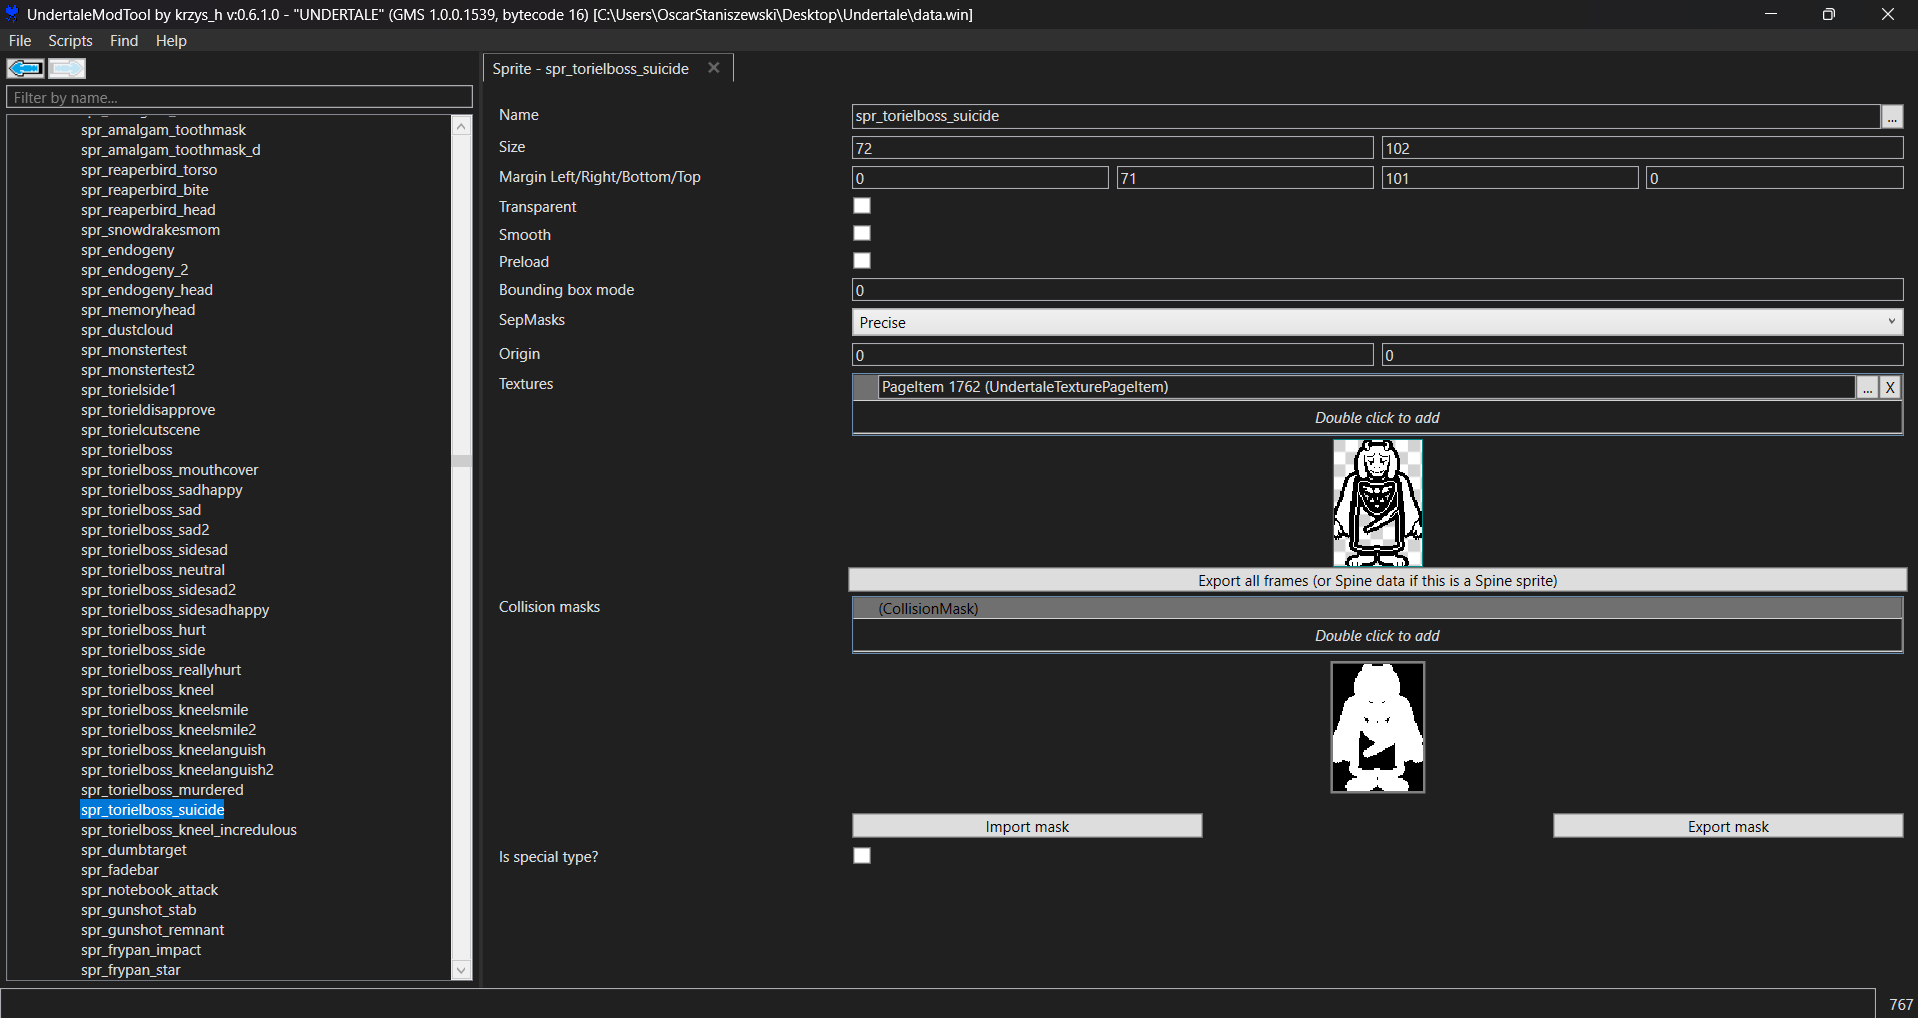 UndertaleModTool by krzys_h v:0.6.1.0 - "UNDERTALE" (GMS 1.0.0.1539, bytecode 16) [C:\Users\OscarStaniszewski\Desktop\Undertale\data.win]
File Scripts Find Help
Filter by name...
spr_amalgam_toothmask
spr_amalgam_toothmask_d
spr_reaperbird_torso
spr_reaperbird_bite
spr_reaperbird_head
spr_snowdrakesmom
spr_endogeny
spr_endogeny_2
spr_endogeny_head
spr_memoryhead
spr_dustcloud
spr_monstertest
spr_monstertest2
spr_torielside1
spr_torieldisapprove
spr_torielcutscene
spr_torielboss
spr_torielboss_mouthcover
spr_torielboss_sadhappy
spr_torielboss_sad
spr_torielboss_sad2
spr_torielboss_sidesad
spr_torielboss_neutral
spr_torielboss_sidesad2
spr_torielboss_sidesadhappy
spr_torielboss_hurt
spr_torielboss_side
spr_torielboss_reallyhurt
spr_torielboss_kneel
spr_torielboss_kneelsmile
spr_torielboss_kneelsmile2
spr_torielboss_kneelanguish
spr_torielboss_kneelanguish2
spr_torielboss_murdered
spr_torielboss_suicide
spr_torielboss_kneel_incredulous
spr_dumbtarget
spr_fadebar
spr_notebook_attack
spr_gunshot_stab
spr_gunshot_remnant
spr_frypan_impact
spr_frypan_star
Sprite - spr_torielboss_suicide
Name spr_torielboss_suicide ...
Size 72 102
Margin Left/Right/Bottom/Top 0 71 101 0
Transparent
Smooth
Preload
Bounding box mode 0
SepMasks Precise
Origin 0 0
Textures PageItem 1762 (UndertaleTexturePageItem) ... X
Double click to add
Export all frames (or Spine data if this is a Spine sprite)
Collision masks (CollisionMask)
Double click to add
Import mask Export mask
Is special type?
767